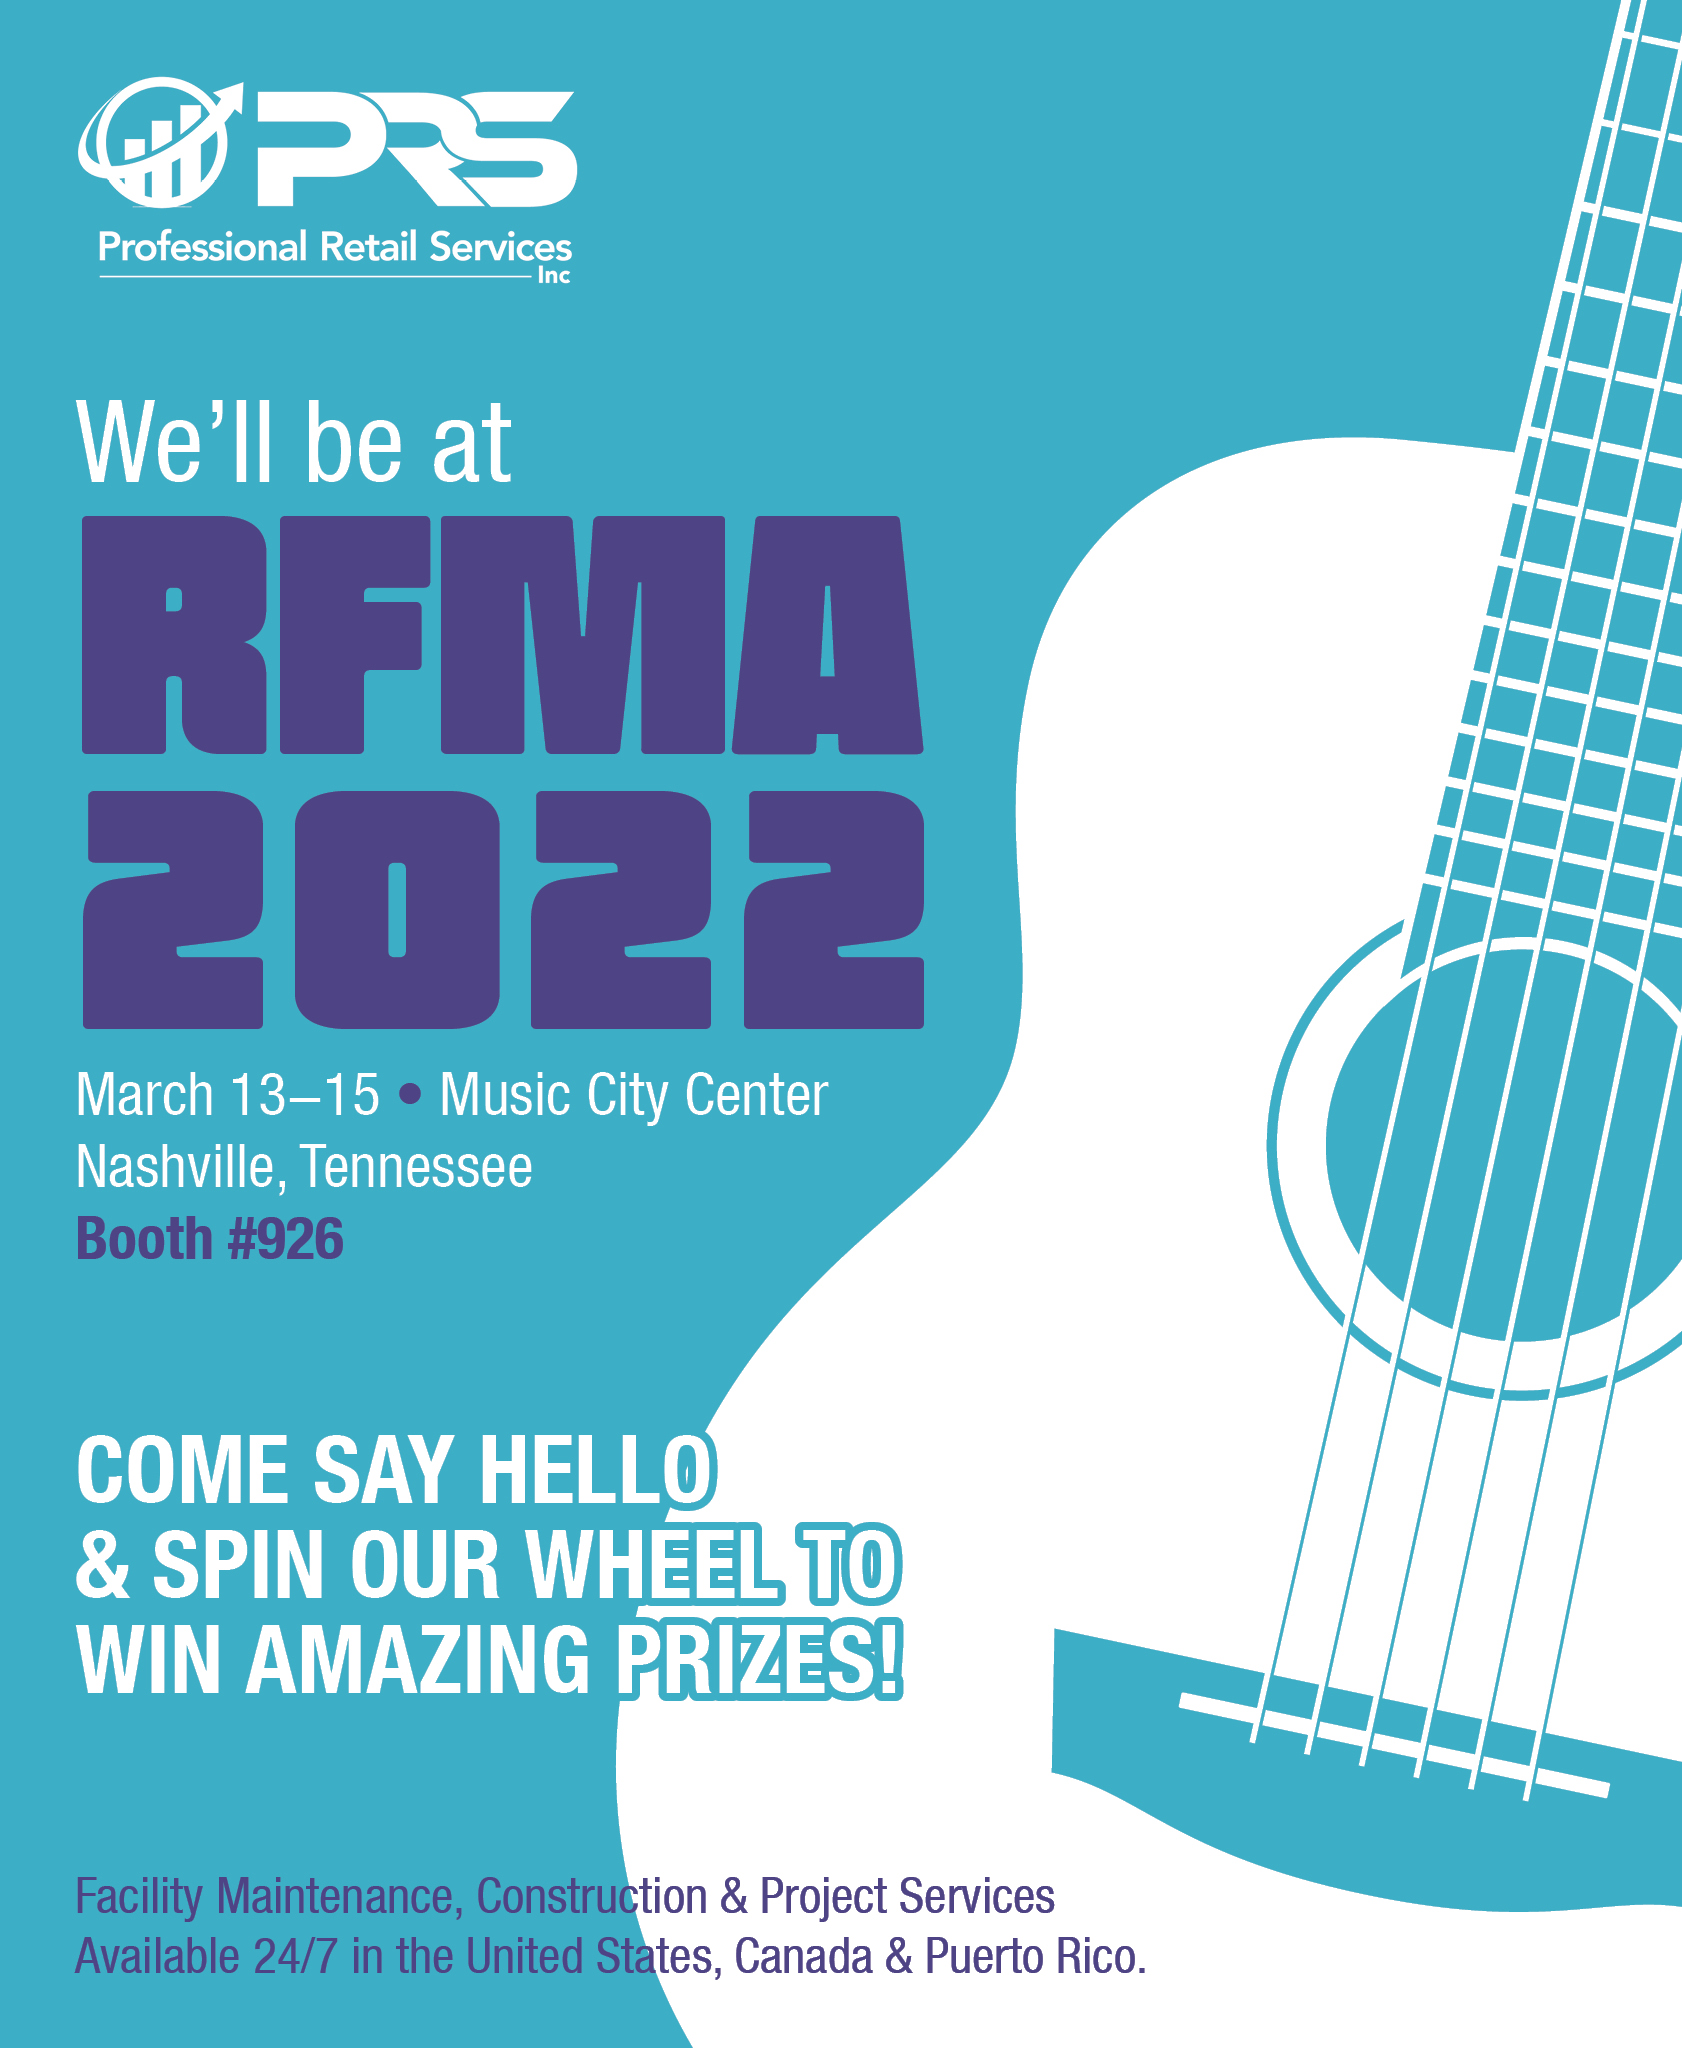 PRS
Professional Retail Services
Inc
We’ll be at
RFMA
2022
March 13–15 • Music City Center
Nashville, Tennessee
Booth #926
COME SAY HELLO
& SPIN OUR WHEEL TO
WIN AMAZING PRIZES!
Facility Maintenance, Construction & Project Services
Available 24/7 in the United States, Canada & Puerto Rico.